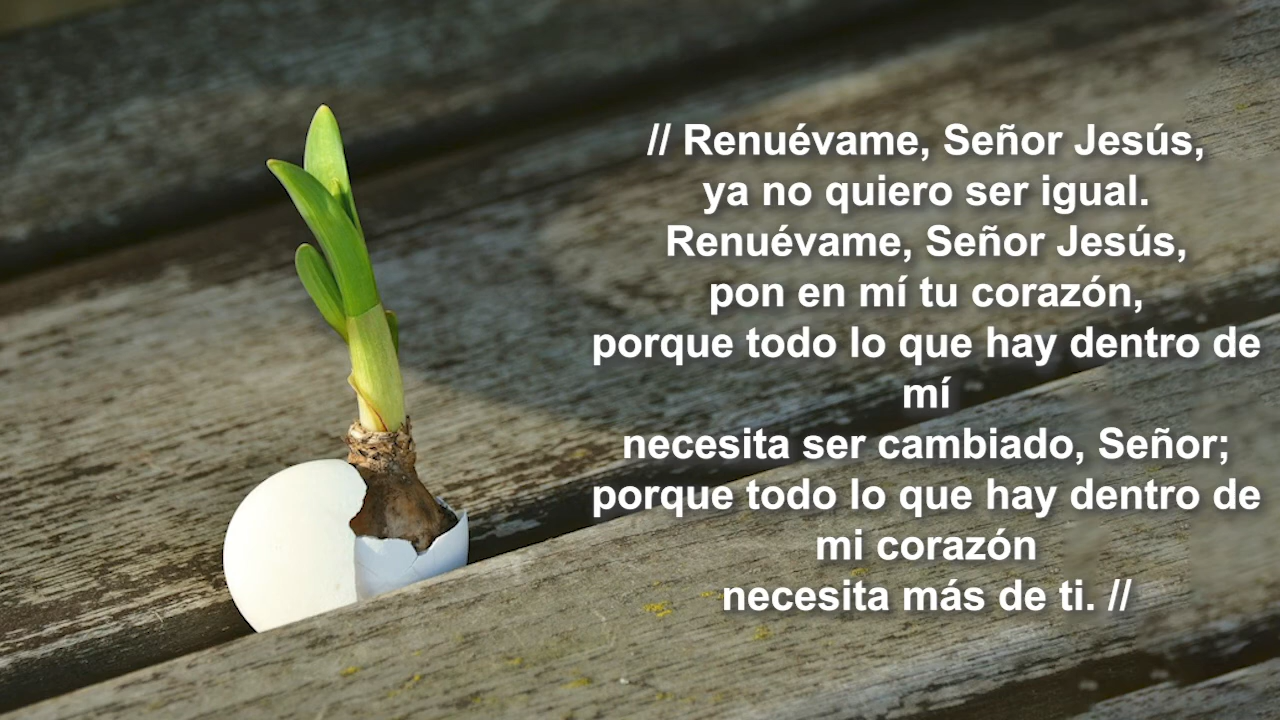 // Renuévame, Señor Jesús,
ya no quiero ser igual.
Renuévame, Señor Jesús,
pon en mí tu corazón,
porque todo lo que hay dentro de
mí
necesita ser cambiado, Señor;
porque todo lo que hay dentro de
mi corazón
necesita más de ti. //